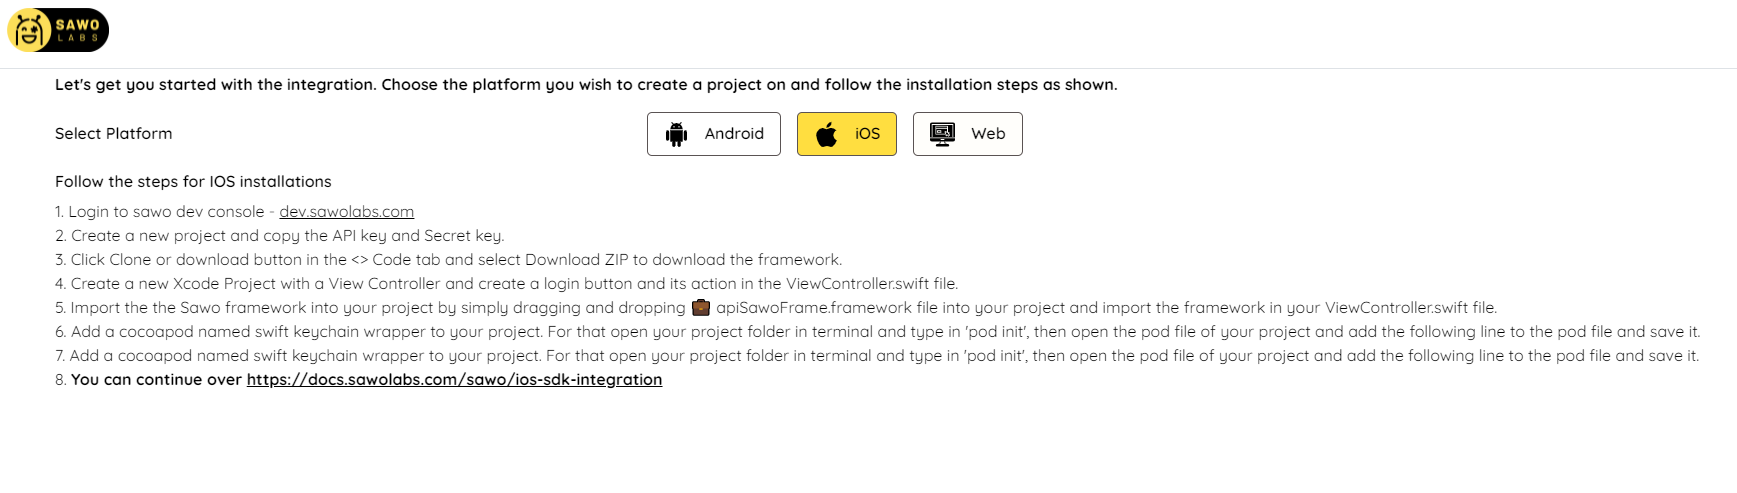 SAWO
LABS
Let's get you started with the integration. Choose the platform you wish to create a project on and follow the installation steps as shown.
Select Platform
Android
iOS
Web
Follow the steps for IOS installations
1. Login to sawo dev console - dev.sawolabs.com
2. Create a new project and copy the API key and Secret key.
3. Click Clone or download button in the <> Code tab and select Download ZIP to download the framework.
4. Create a new Xcode Project with a View Controller and create a login button and its action in the ViewController.swift file.
5. Import the the Sawo framework into your project by simply dragging and dropping 💼 apiSawoFrame.framework file into your project and import the framework in your ViewController.swift file.
6. Add a cocoapod named swift keychain wrapper to your project. For that open your project folder in terminal and type in 'pod init', then open the pod file of your project and add the following line to the pod file and save it.
7. Add a cocoapod named swift keychain wrapper to your project. For that open your project folder in terminal and type in 'pod init', then open the pod file of your project and add the following line to the pod file and save it.
8. You can continue over https://docs.sawolabs.com/sawo/ios-sdk-integration